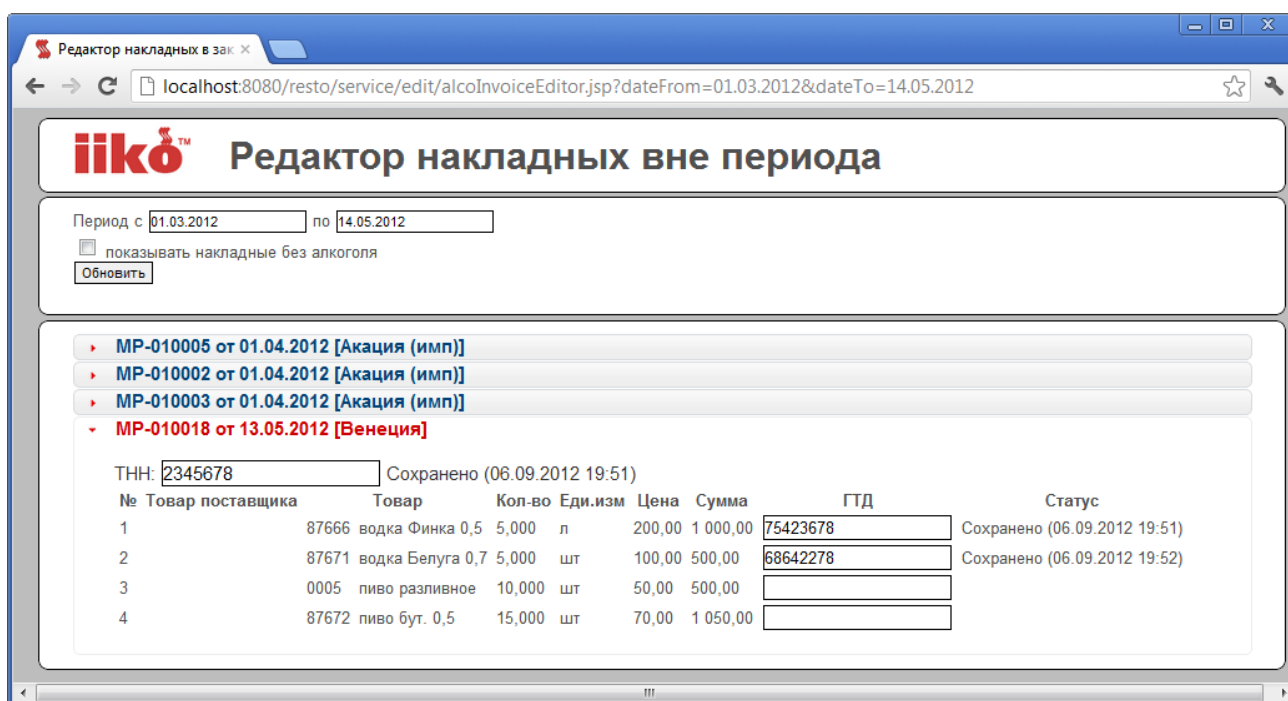 Редактор накладных в зак
localhost:8080/resto/service/edit/alcoInvoiceEditor.jsp?dateFrom=01.03.2012&dateTo=14.05.2012
iiko™ Редактор накладных вне периода
Период с 01.03.2012 по 14.05.2012
показывать накладные без алкоголя
Обновить
МР-010005 от 01.04.2012 [Акация (имп)]
МР-010002 от 01.04.2012 [Акация (имп)]
МР-010003 от 01.04.2012 [Акация (имп)]
МР-010018 от 13.05.2012 [Венеция]
ТНН: 2345678 Сохранено (06.09.2012 19:51)
№ Товар поставщика Товар Кол-во Еди.изм Цена Сумма ГТД Статус
1 87666 водка Финка 0,5 5,000 л 200,00 1 000,00 75423678 Сохранено (06.09.2012 19:51)
2 87671 водка Белуга 0,7 5,000 шт 100,00 500,00 68642278 Сохранено (06.09.2012 19:52)
3 0005 пиво разливное 10,000 шт 50,00 500,00
4 87672 пиво бут. 0,5 15,000 шт 70,00 1 050,00